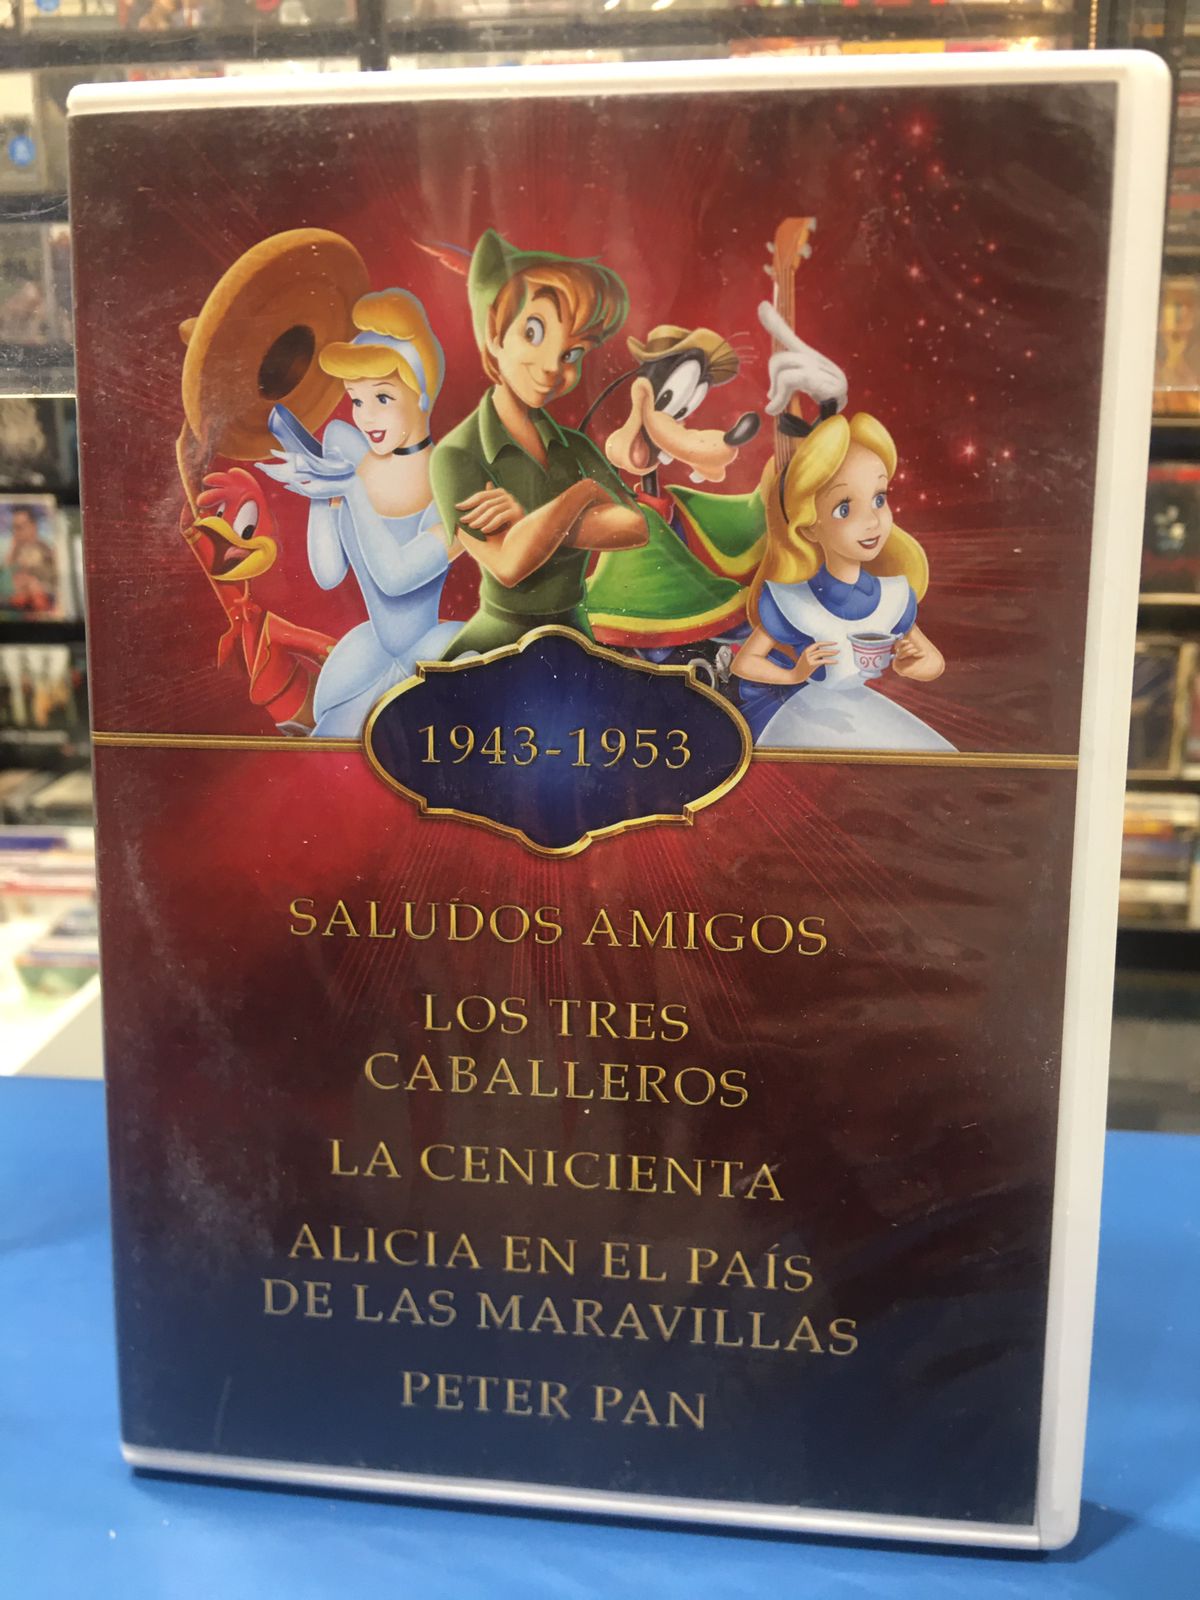 1943-1953
SALUDOS AMIGOS
LOS TRES
CABALLEROS
LA CENICIENTA
ALICIA EN EL PAÍS
DE LAS MARAVILLAS
PETER PAN